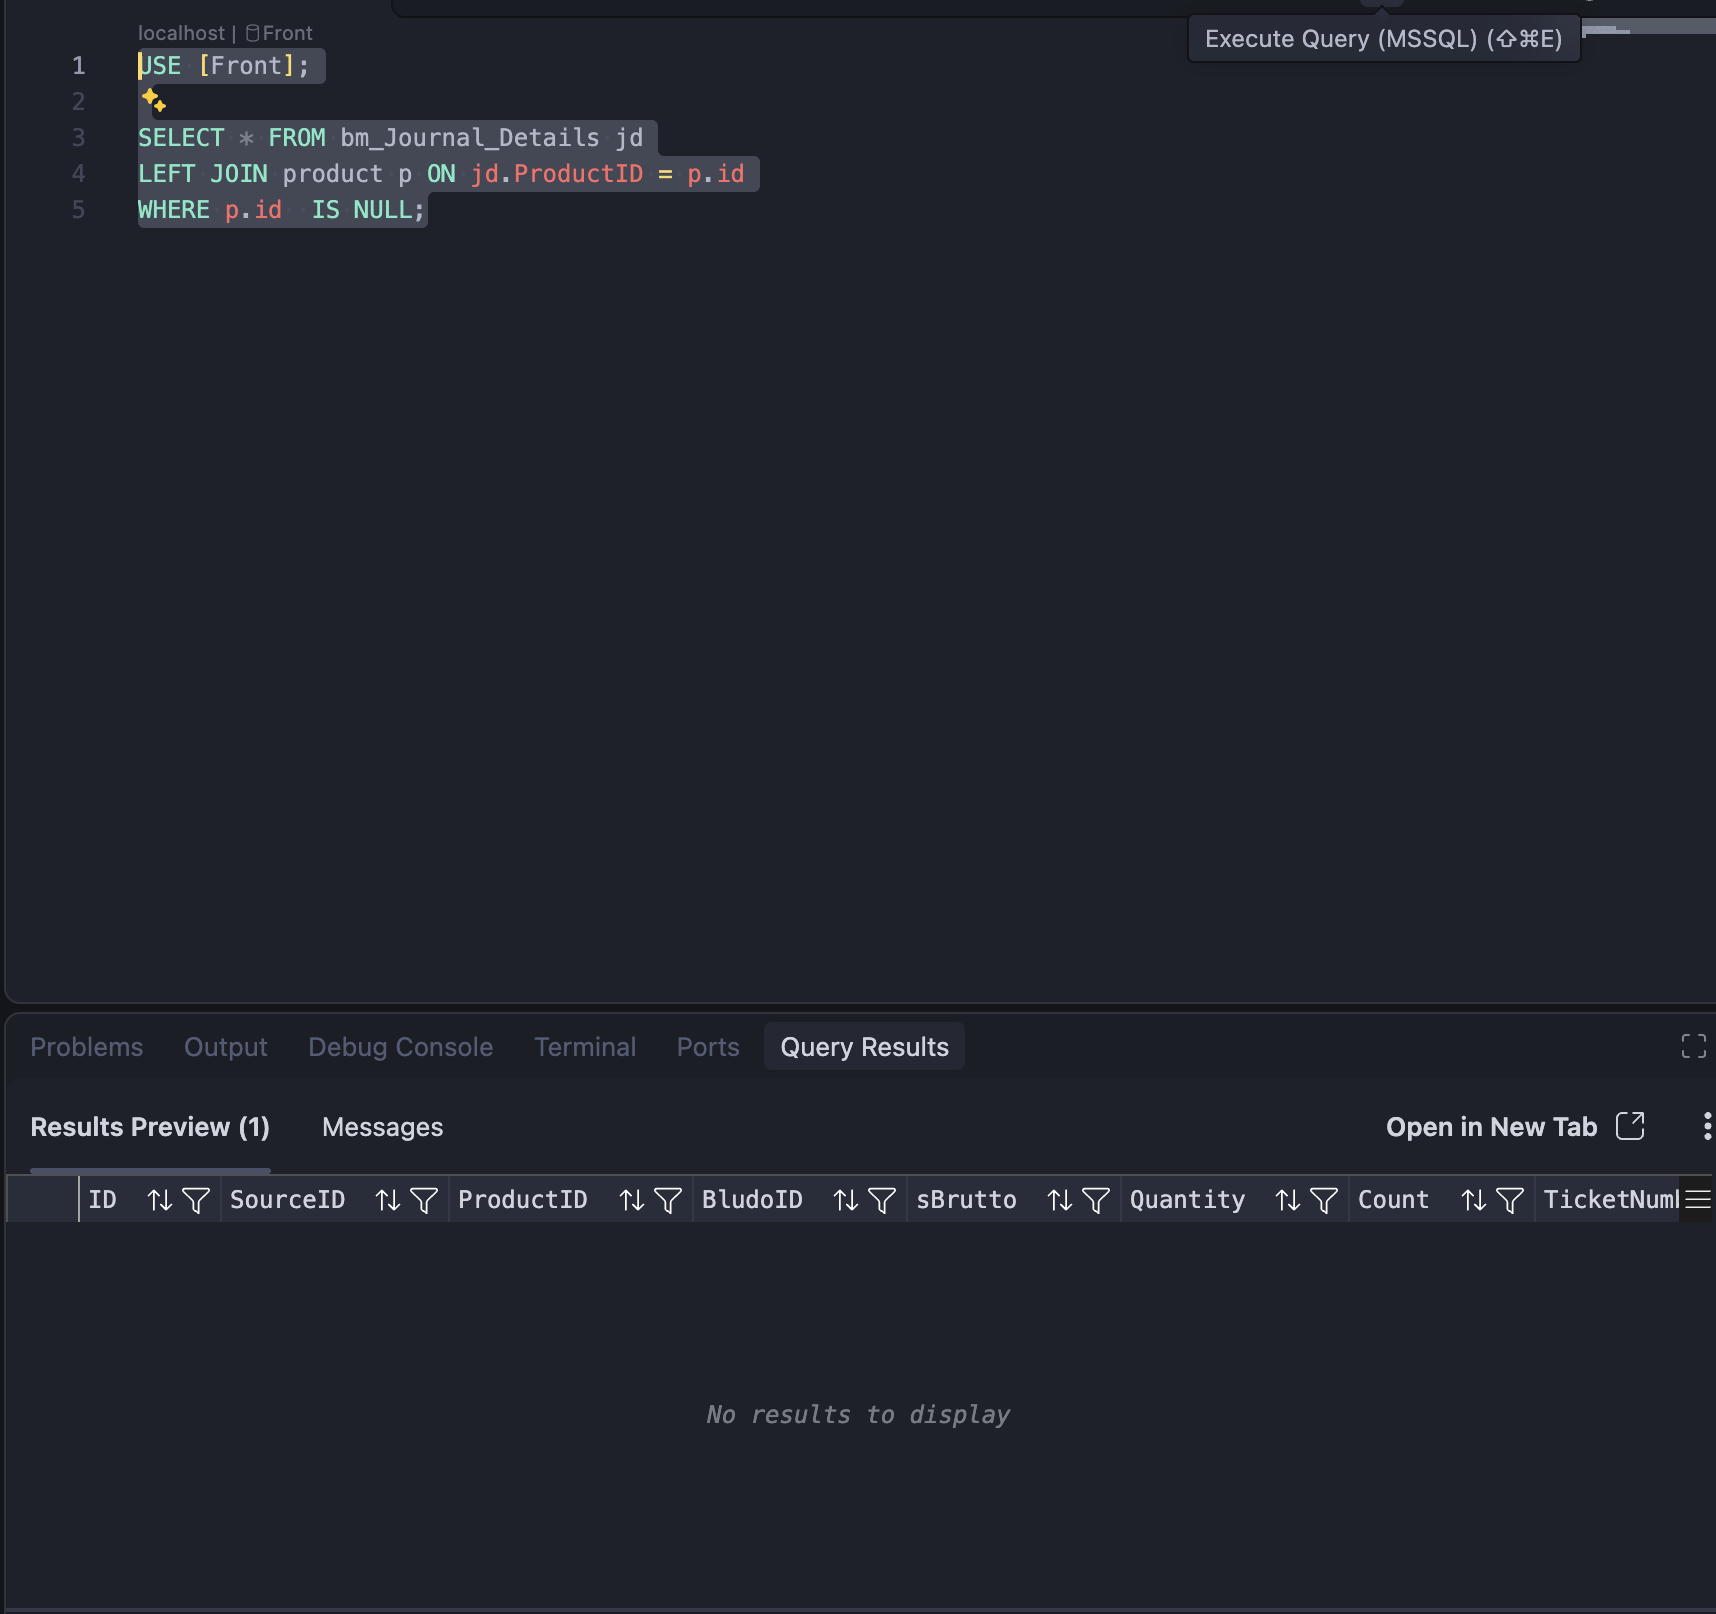 localhost | Front
Execute Query (MSSQL) (⇧⌘E)
1 USE [Front];
2
3 SELECT * FROM bm_Journal_Details jd
4 LEFT JOIN product p ON jd.ProductID = p.id
5 WHERE p.id  IS NULL;
Problems Output Debug Console Terminal Ports Query Results
Results Preview (1) Messages Open in New Tab
ID SourceID ProductID BludoID sBrutto Quantity Count TicketNum
No results to display